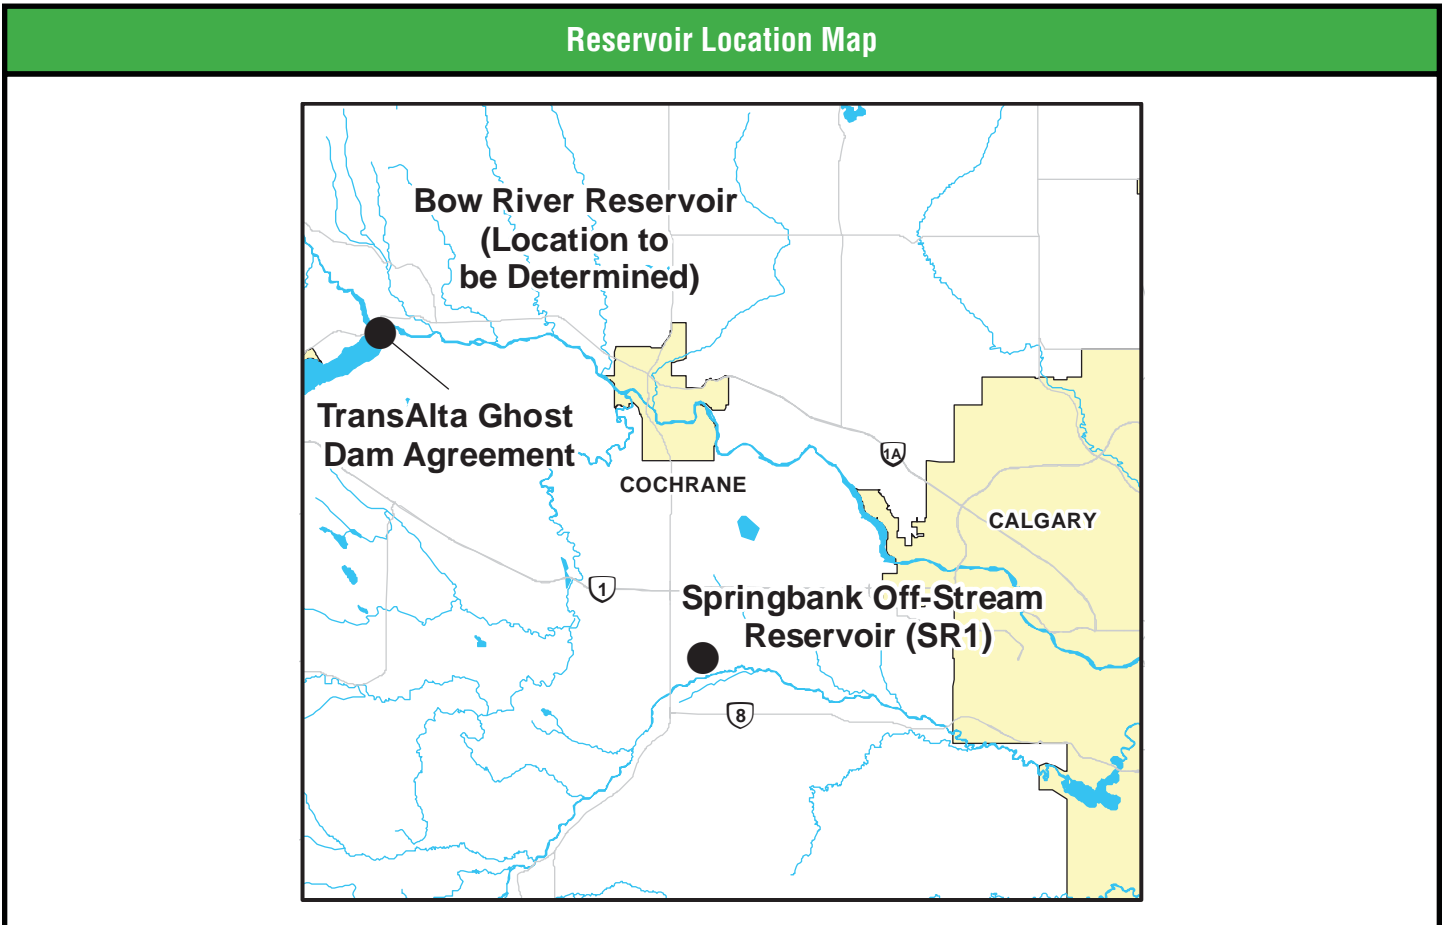 Reservoir Location Map
Bow River Reservoir
(Location to
be Determined)
TransAlta Ghost
Dam Agreement
COCHRANE
1A
CALGARY
1
Springbank Off-Stream
Reservoir (SR1)
8